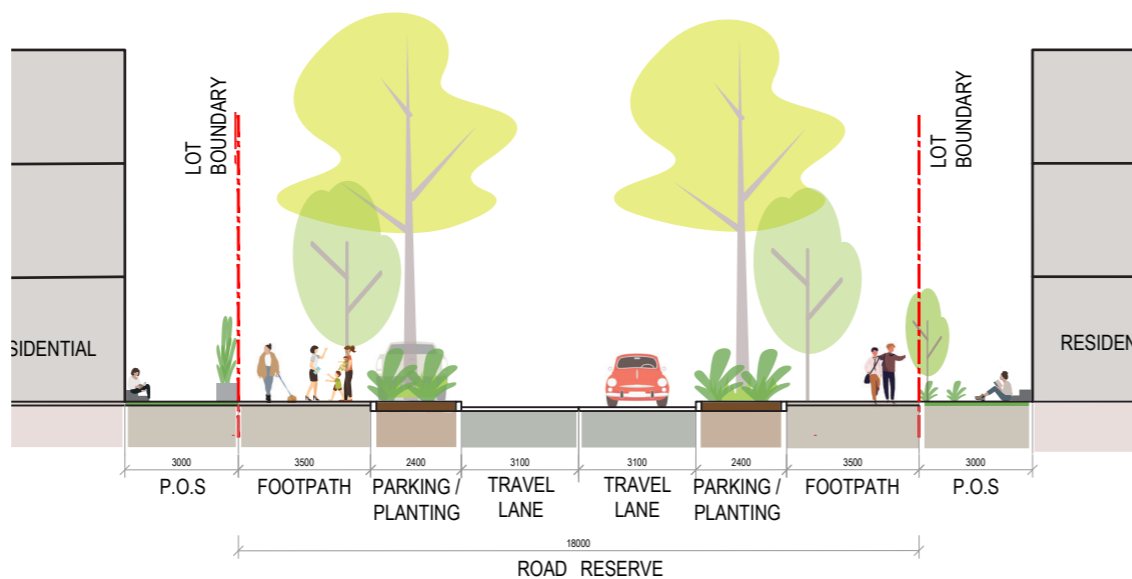 LOT
BOUNDARY
LOT
BOUNDARY
SIDENTIAL
RESIDEN
3000
3500
2400
3100
3100
2400
3500
3000
P.O.S
FOOTPATH
PARKING /
PLANTING
TRAVEL
LANE
TRAVEL
LANE
PARKING /
PLANTING
FOOTPATH
P.O.S
18000
ROAD RESERVE